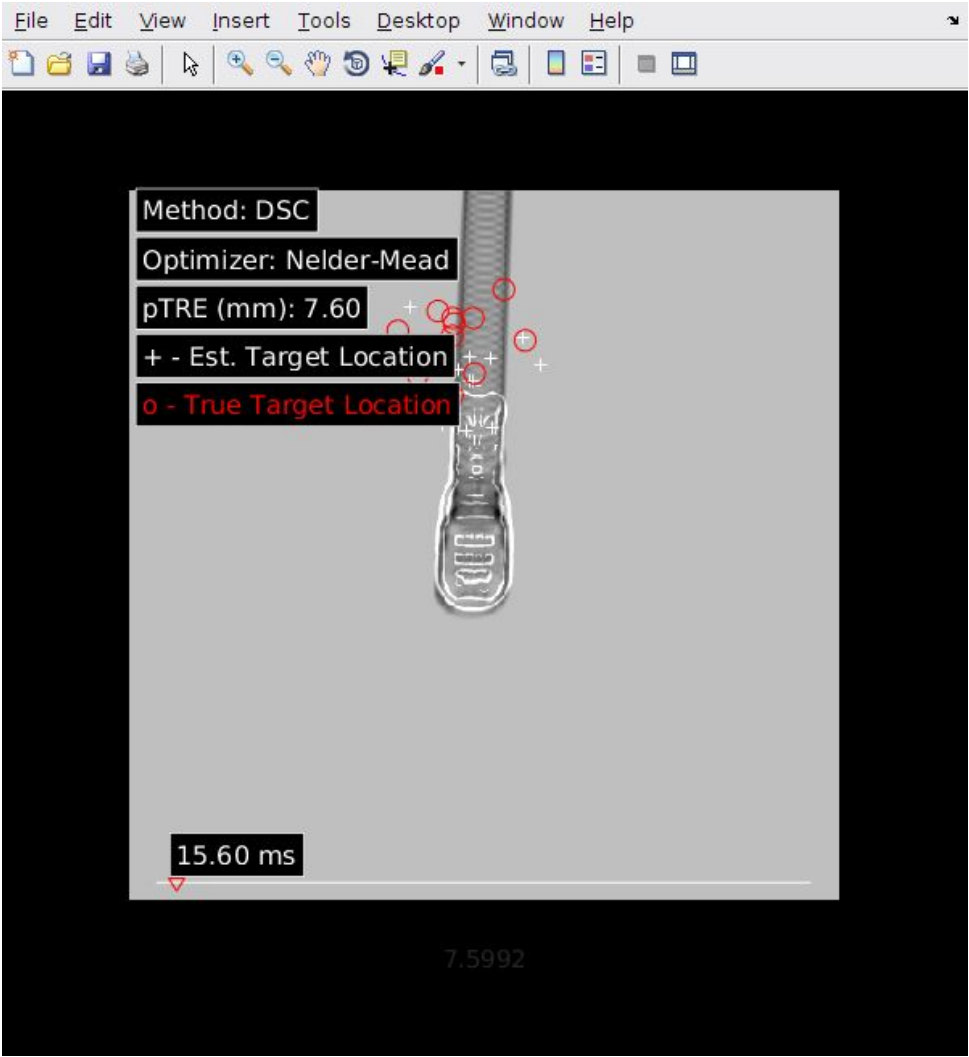 File Edit View Insert Tools Desktop Window Help
Method: DSC
Optimizer: Nelder-Mead
pTRE (mm): 7.60
+ - Est. Target Location
o - True Target Location
15.60 ms
7.5992